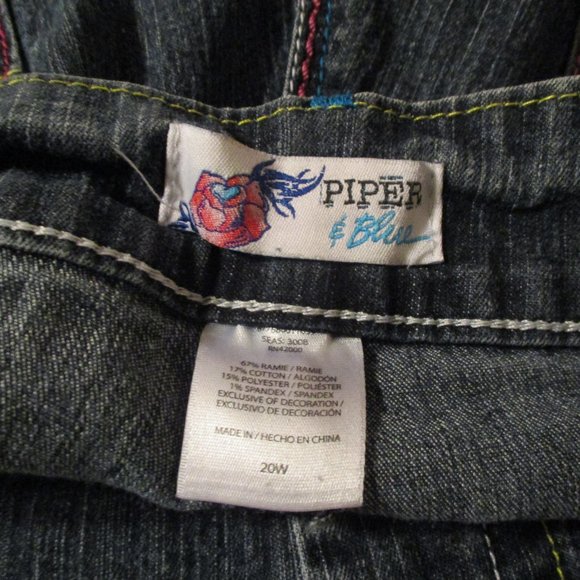 PIPER
& Blue
SEAS: 300B
RN42000
67% RAMIE / RAMIE
17% COTTON / ALGODÓN
15% POLYESTER / POLIÉSTER
1% SPANDEX / SPANDEX
EXCLUSIVE OF DECORATION /
EXCLUSIVO DE DECORACIÓN
MADE IN / HECHO EN CHINA
20W